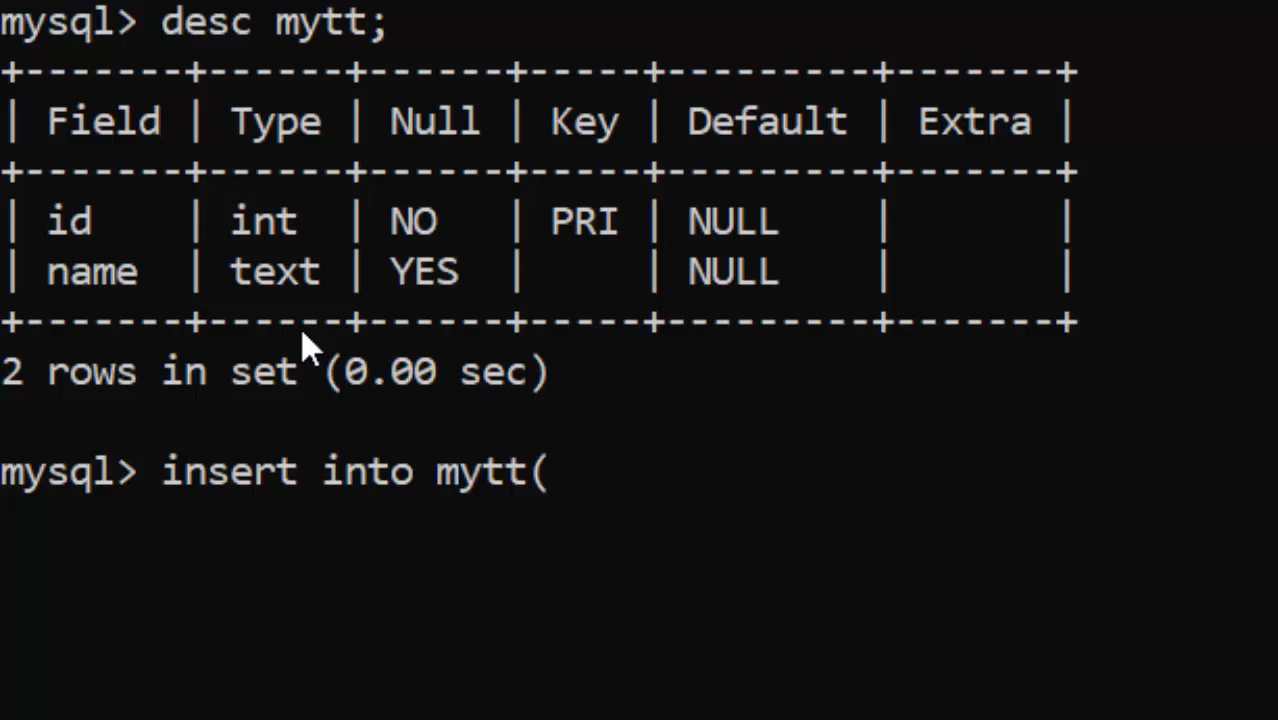 mysql> desc mytt;
+-------+------+------+-----+---------+-------+
| Field | Type | Null | Key | Default | Extra |
+-------+------+------+-----+---------+-------+
| id    | int  | NO   | PRI | NULL    |       |
| name  | text | YES  |     | NULL    |       |
+-------+------+------+-----+---------+-------+
2 rows in set (0.00 sec)
mysql> insert into mytt(